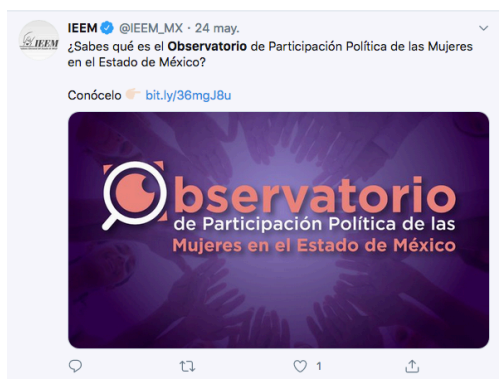 IEEM @IEEM_MX · 24 may.
IEEM
¿Sabes qué es el Observatorio de Participación Política de las Mujeres
en el Estado de México?
Conócelo 👉🏻 bit.ly/36mgJ8u
Observatorio
de Participación Política de las
Mujeres en el Estado de México
1